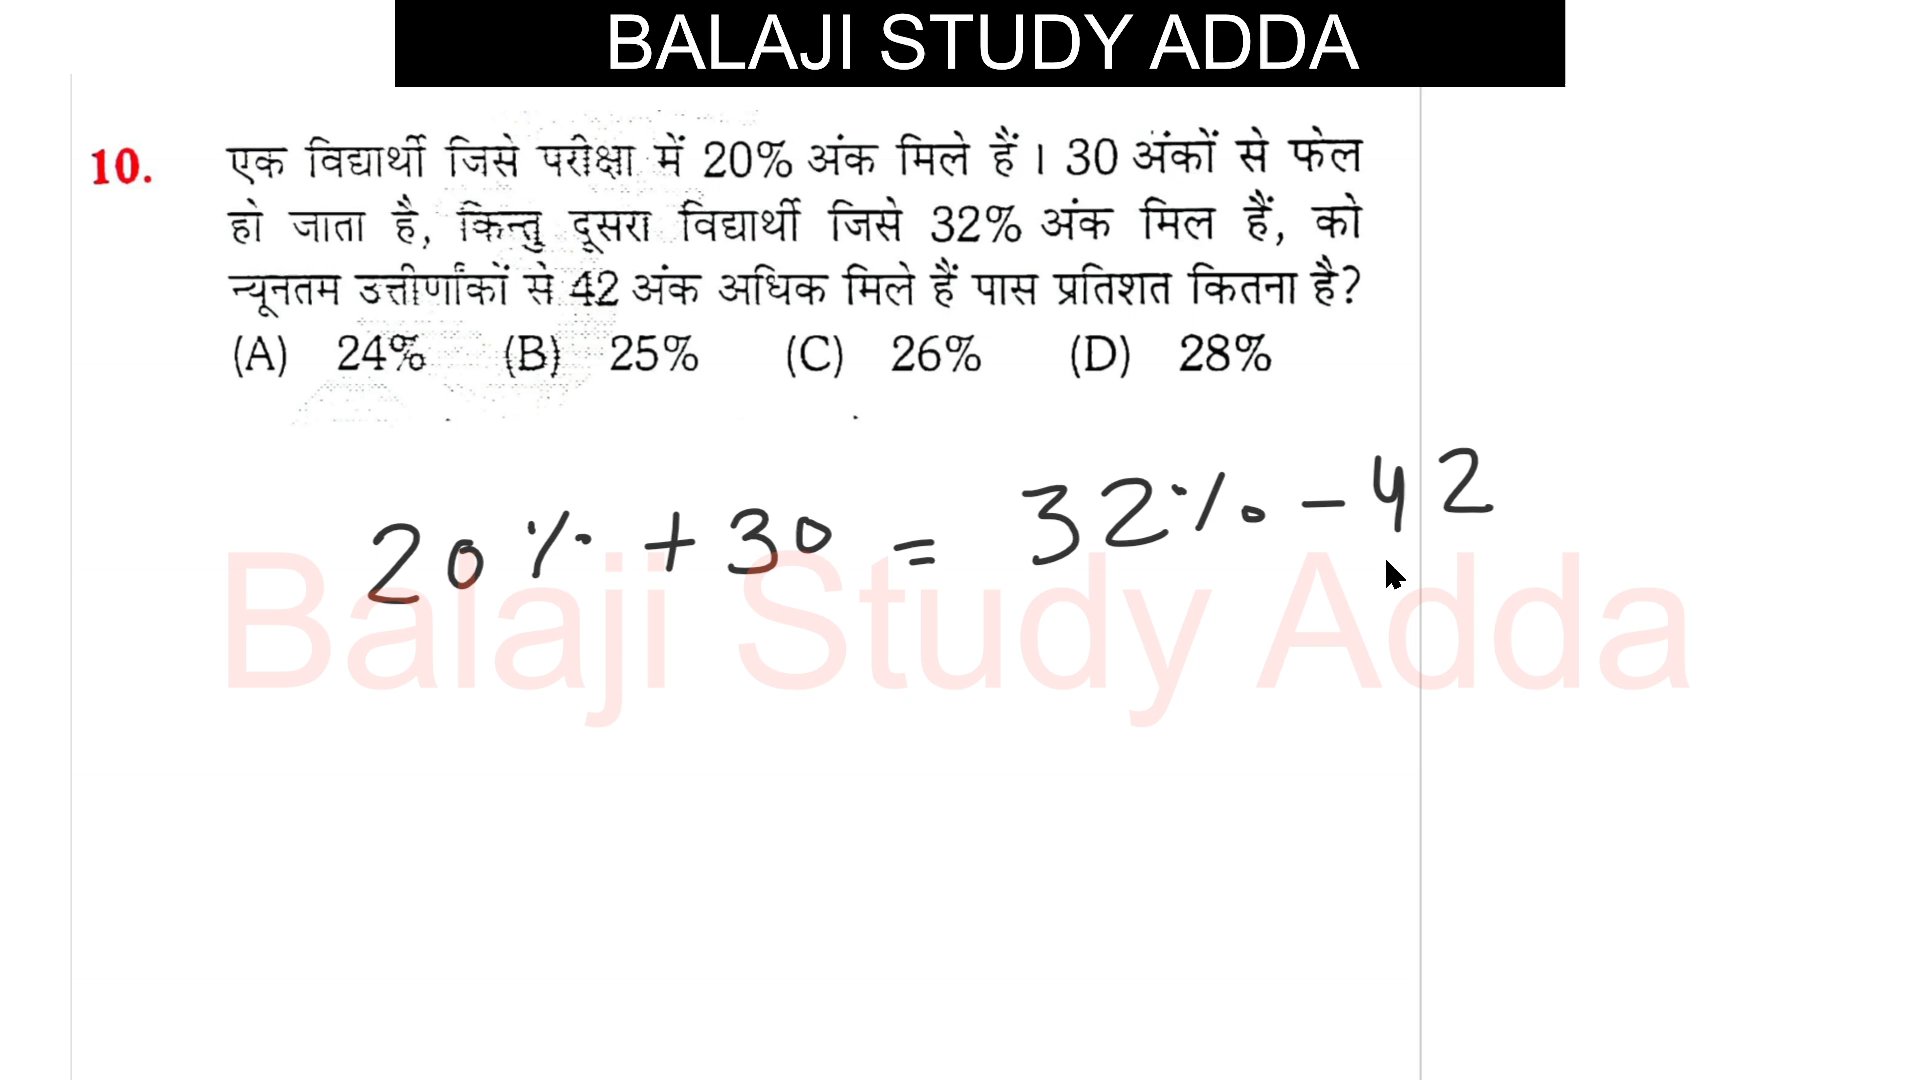 BALAJI STUDY ADDA
10. एक विद्यार्थी जिसे परीक्षा में 20% अंक मिले हैं । 30 अंकों से फेल
हो जाता है, किन्तु दूसरा विद्यार्थी जिसे 32% अंक मिल हैं, को
न्यूनतम उत्तीर्णांकों से 42 अंक अधिक मिले हैं पास प्रतिशत कितना है?
(A) 24% (B) 25% (C) 26% (D) 28%
20% + 30 = 32% - 42
Balaji Study Adda